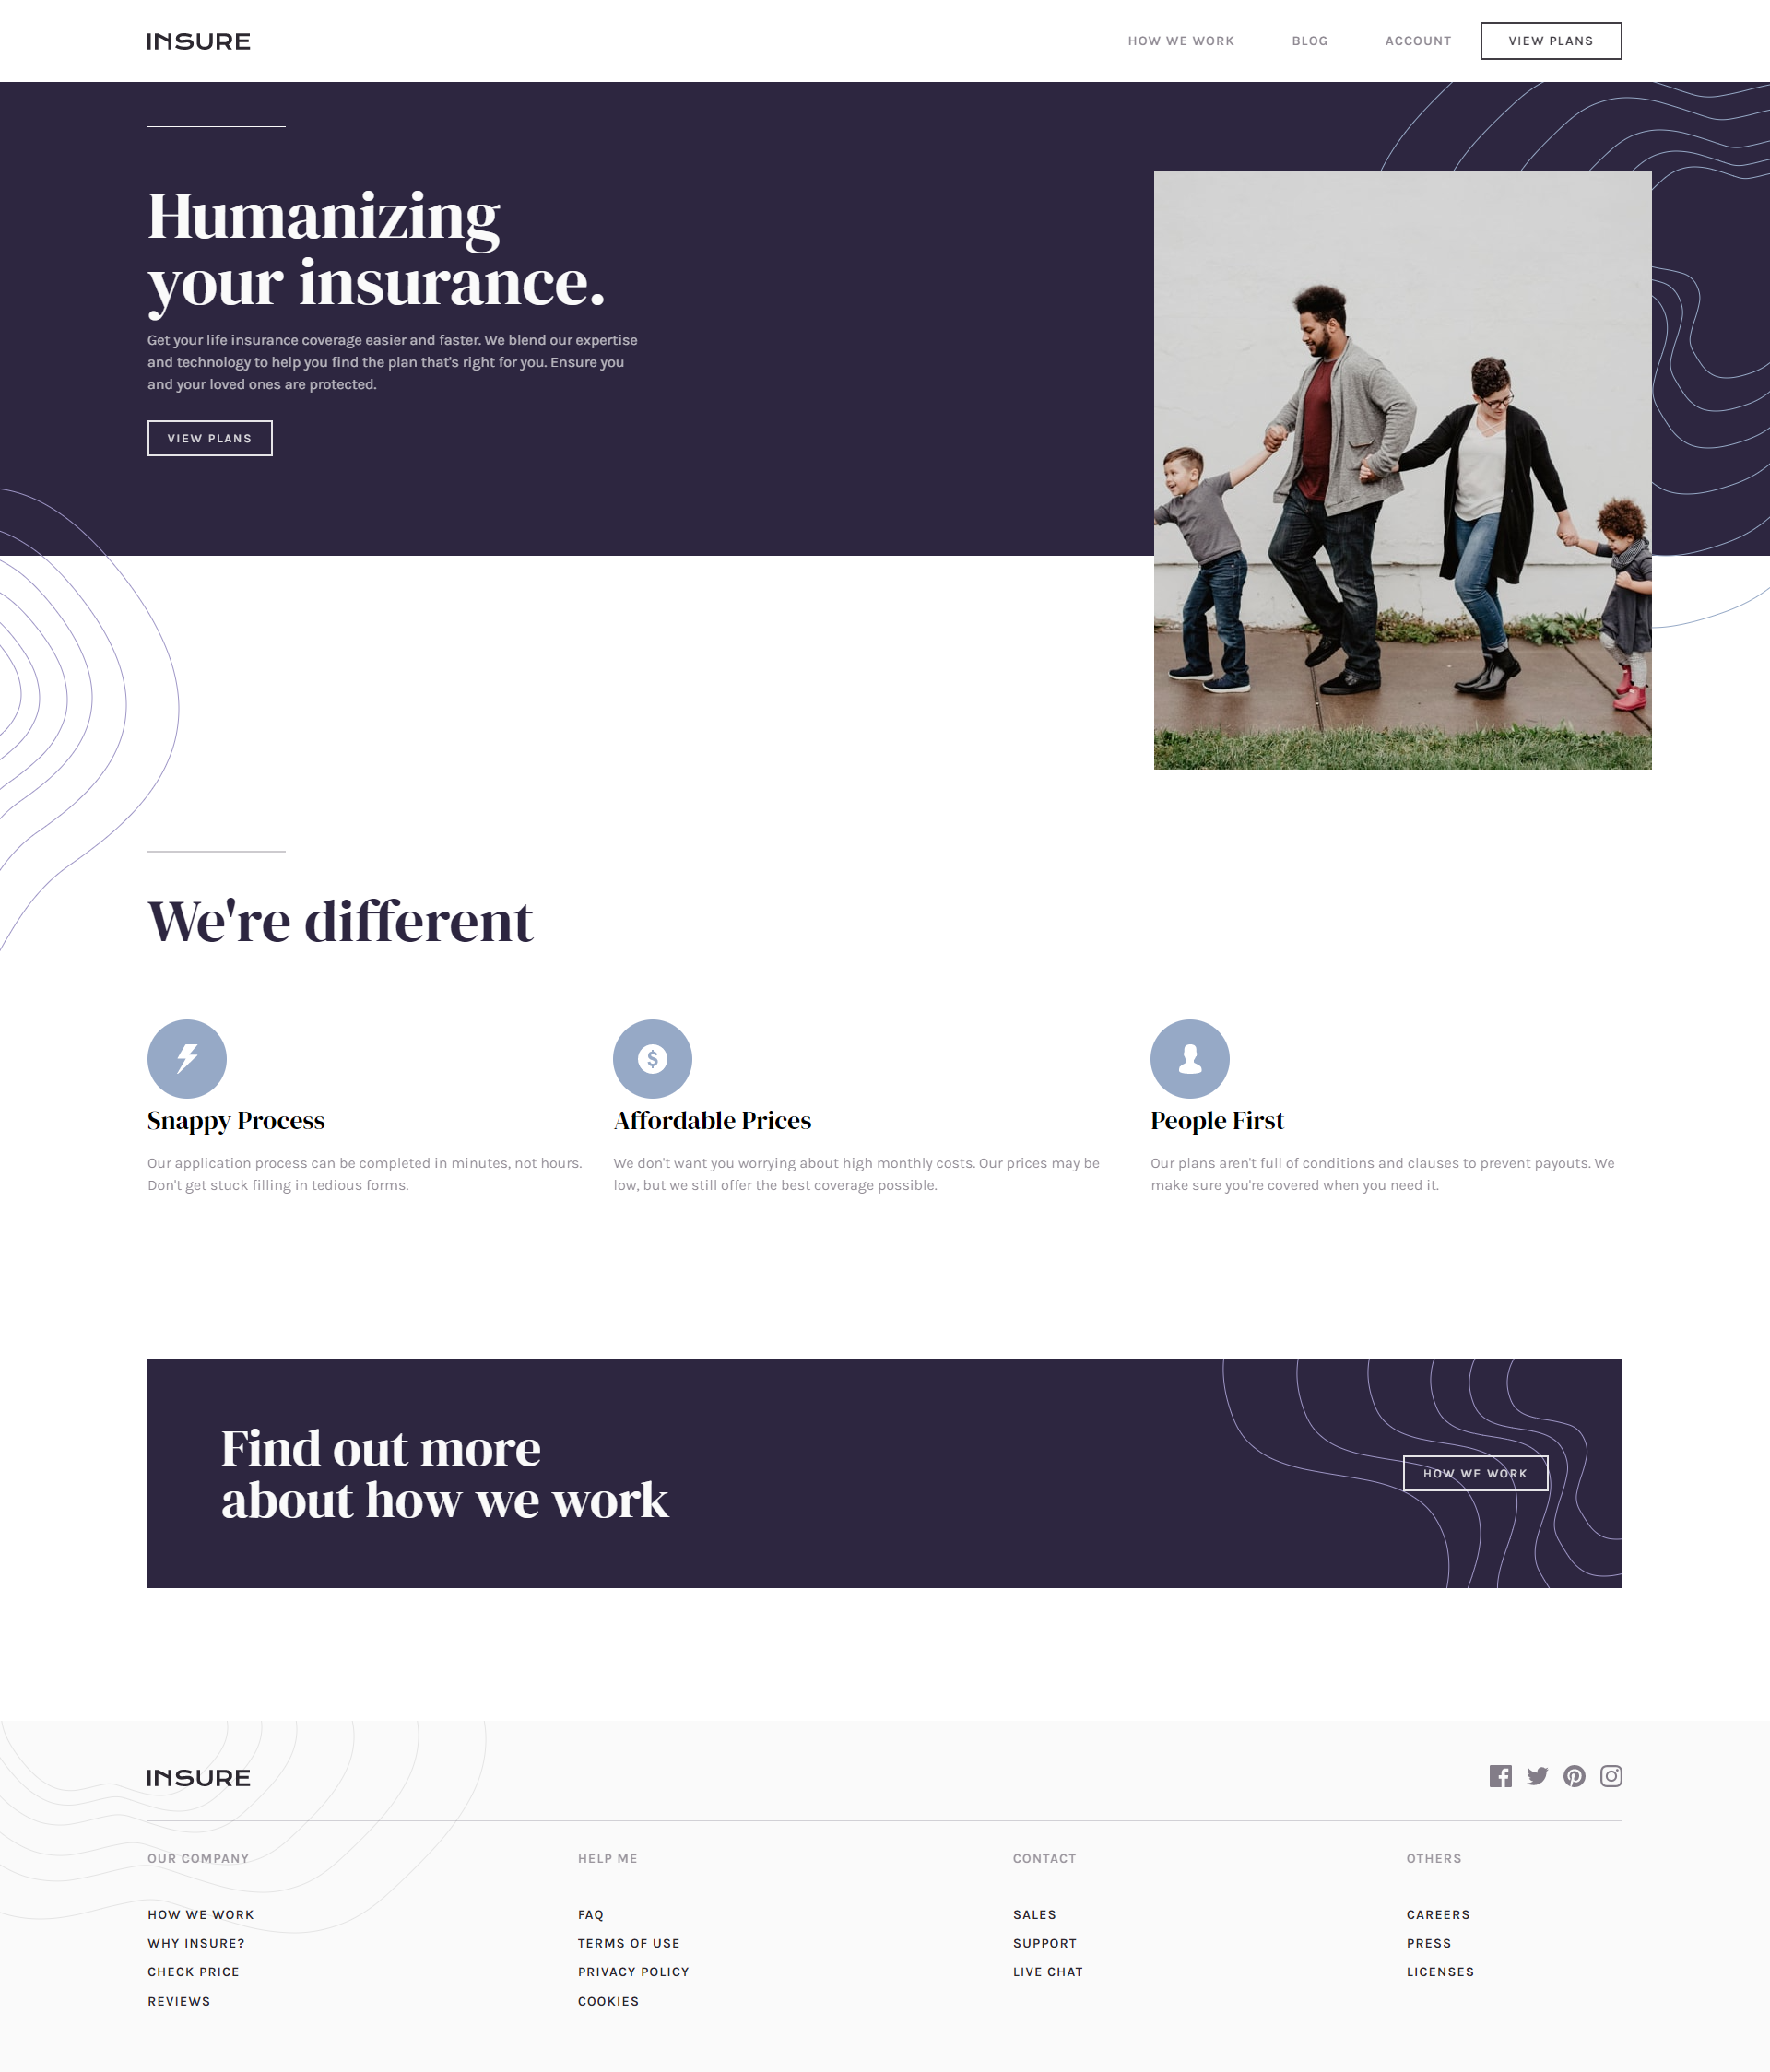 INSURE
HOW WE WORK
BLOG
ACCOUNT
VIEW PLANS
Humanizing
your insurance.
Get your life insurance coverage easier and faster. We blend our expertise
and technology to help you find the plan that's right for you. Ensure you
and your loved ones are protected.
VIEW PLANS
We're different
Snappy Process
Our application process can be completed in minutes, not hours.
Don't get stuck filling in tedious forms.
Affordable Prices
We don't want you worrying about high monthly costs. Our prices may be
low, but we still offer the best coverage possible.
People First
Our plans aren't full of conditions and clauses to prevent payouts. We
make sure you're covered when you need it.
Find out more
about how we work
HOW WE WORK
INSURE
OUR COMPANY
HOW WE WORK
WHY INSURE?
CHECK PRICE
REVIEWS
HELP ME
FAQ
TERMS OF USE
PRIVACY POLICY
COOKIES
CONTACT
SALES
SUPPORT
LIVE CHAT
OTHERS
CAREERS
PRESS
LICENSES